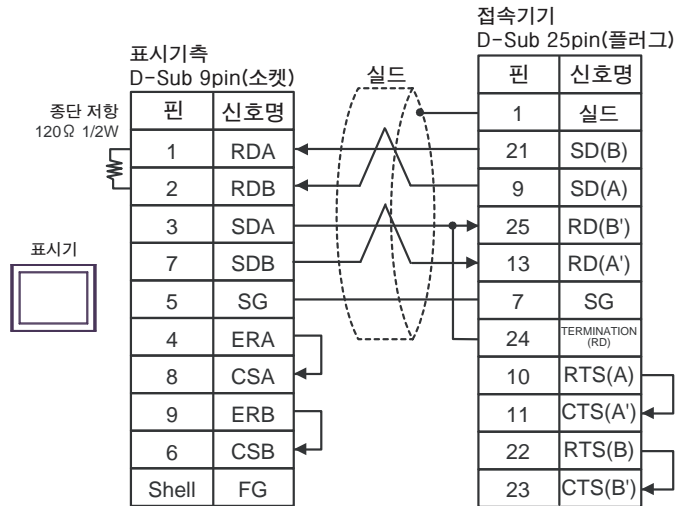 접속기기
D-Sub 25pin(플러그)
표시기측
D-Sub 9pin(소켓)
실드
종단 저항
120Ω 1/2W
표시기
핀 신호명
1 RDA
2 RDB
3 SDA
7 SDB
5 SG
4 ERA
8 CSA
9 ERB
6 CSB
Shell FG
핀 신호명
1 실드
21 SD(B)
9 SD(A)
25 RD(B')
13 RD(A')
7 SG
24 TERMINATION
(RD)
10 RTS(A)
11 CTS(A')
22 RTS(B)
23 CTS(B')